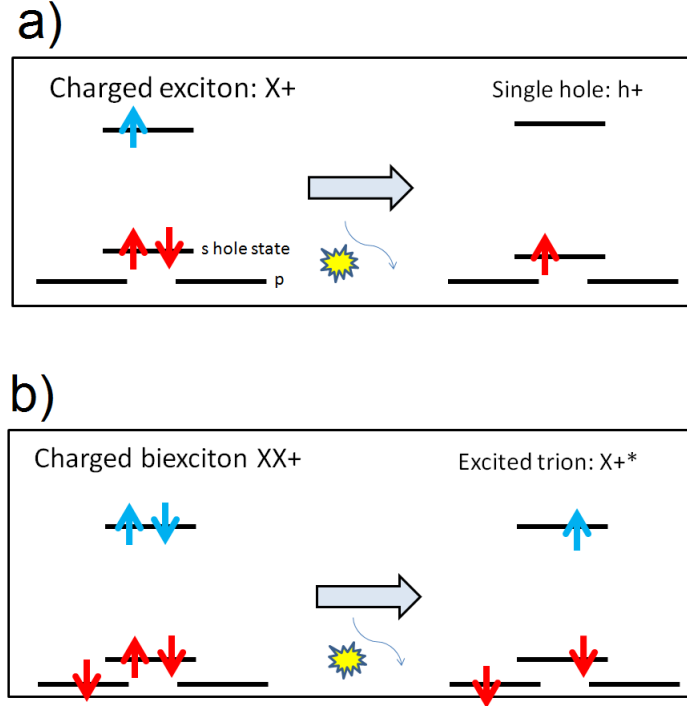 a)
Charged exciton: X+
Single hole: h+
s hole state
p
b)
Charged biexciton XX+
Excited trion: X+*